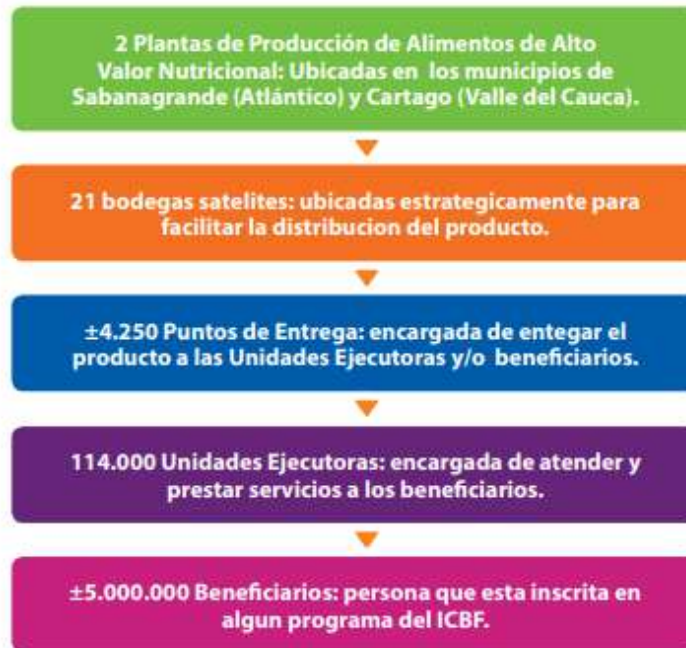 2 Plantas de Producción de Alimentos de Alto
Valor Nutricional: Ubicadas en los municipios de
Sabanagrande (Atlántico) y Cartago (Valle del Cauca).
21 bodegas satelites: ubicadas estrategicamente para
facilitar la distribucion del producto.
±4.250 Puntos de Entrega: encargada de entegar el
producto a las Unidades Ejecutoras y/o beneficiarios.
114.000 Unidades Ejecutoras: encargada de atender y
prestar servicios a los beneficiarios.
±5.000.000 Beneficiarios: persona que esta inscrita en
algun programa del ICBF.